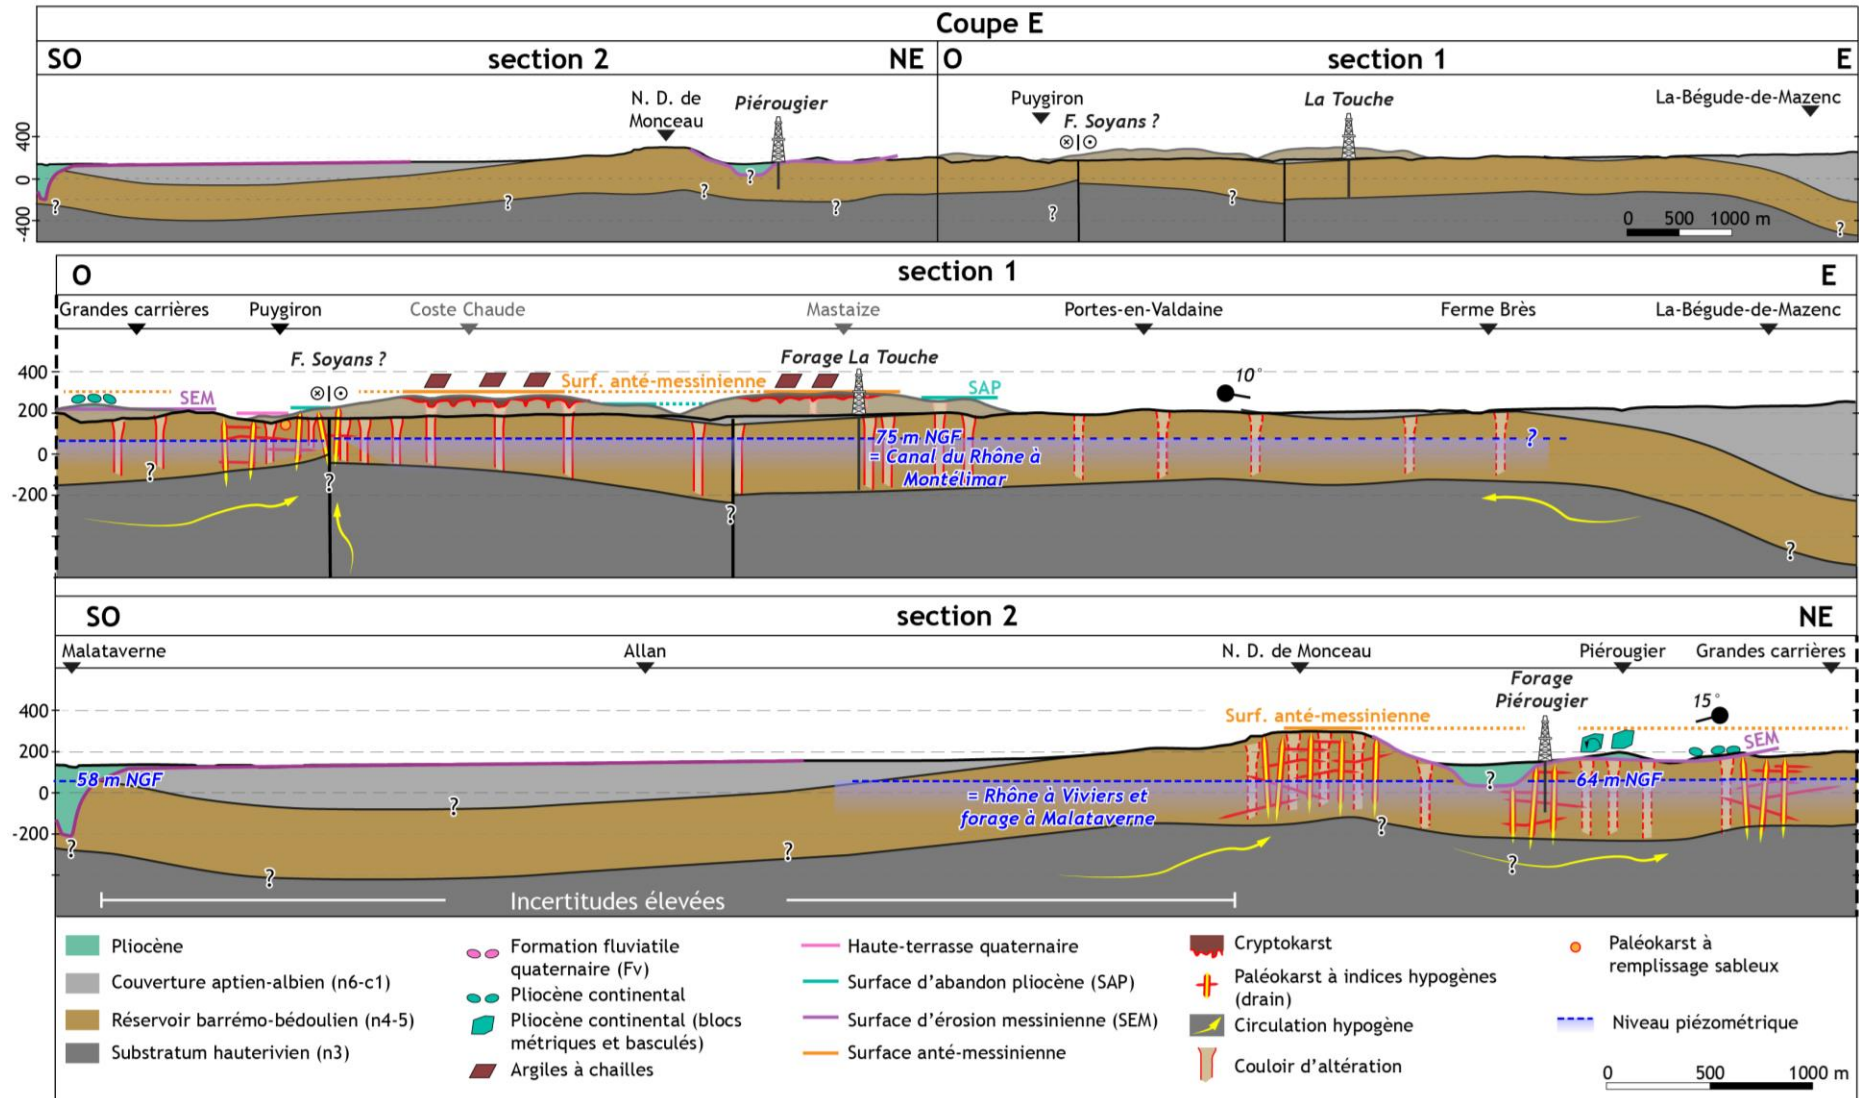 Coupe E
SO section 2 NE O section 1 E
N. D. de
Monceau
Piérougier
Puygiron
F. Soyans ?
La Touche
La-Bégude-de-Mazenc
400
0
-400
? ? ? ? ? ? ? ?
0 500 1000 m
O section 1 E
Grandes carrières Puygiron Coste Chaude Mastaize Portes-en-Valdaine Ferme Brès La-Bégude-de-Mazenc
F. Soyans ? Forage La Touche
400
200
0
-200
SEM
Surf. anté-messinienne
SAP
10°
75 m NGF
= Canal du Rhône à
Montélimar
? ? ? ? ?
SO section 2 NE
Malataverne Allan N. D. de Monceau Piérougier Grandes carrières
Forage
Piérougier
15°
Surf. anté-messinienne
SEM
400
200
0
-200
58 m NGF
64 m NGF
= Rhône à Viviers et
forage à Malataverne
? ? ? ? ? ? ?
Incertitudes élevées
Pliocène
Couverture aptien-albien (n6-c1)
Réservoir barrémo-bédoulien (n4-5)
Substratum hauterivien (n3)
Formation fluviatile
quaternaire (Fv)
Pliocène continental
Pliocène continental (blocs
métriques et basculés)
Argiles à chailles
Haute-terrasse quaternaire
Surface d'abandon pliocène (SAP)
Surface d'érosion messinienne (SEM)
Surface anté-messinienne
Cryptokarst
Paléokarst à indices hypogènes
(drain)
Circulation hypogène
Couloir d'altération
Paléokarst à
remplissage sableux
Niveau piézométrique
0 500 1000 m